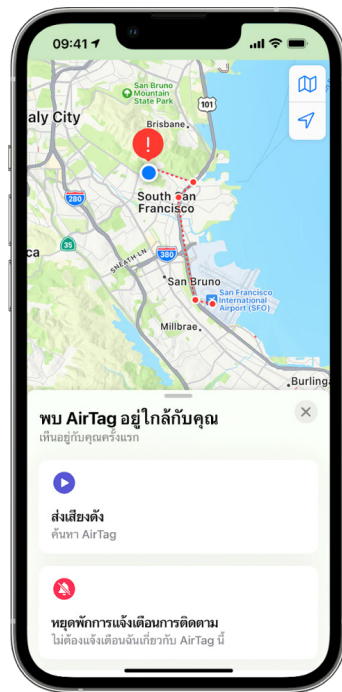 09:41
San Bruno
Mountain
State Park
101
aly City
Brisbane
South San
Francisco
280
35
ca
SNEATH LN
380
San Bruno
San Francisco
International
Airport (SFO)
Millbrae
Burling
พบ AirTag อยู่ใกล้กับคุณ
เห็นอยู่กับคุณครั้งแรก
ส่งเสียงดัง
ค้นหา AirTag
หยุดพักการแจ้งเตือนการติดตาม
ไม่ต้องแจ้งเตือนฉันเกี่ยวกับ AirTag นี้